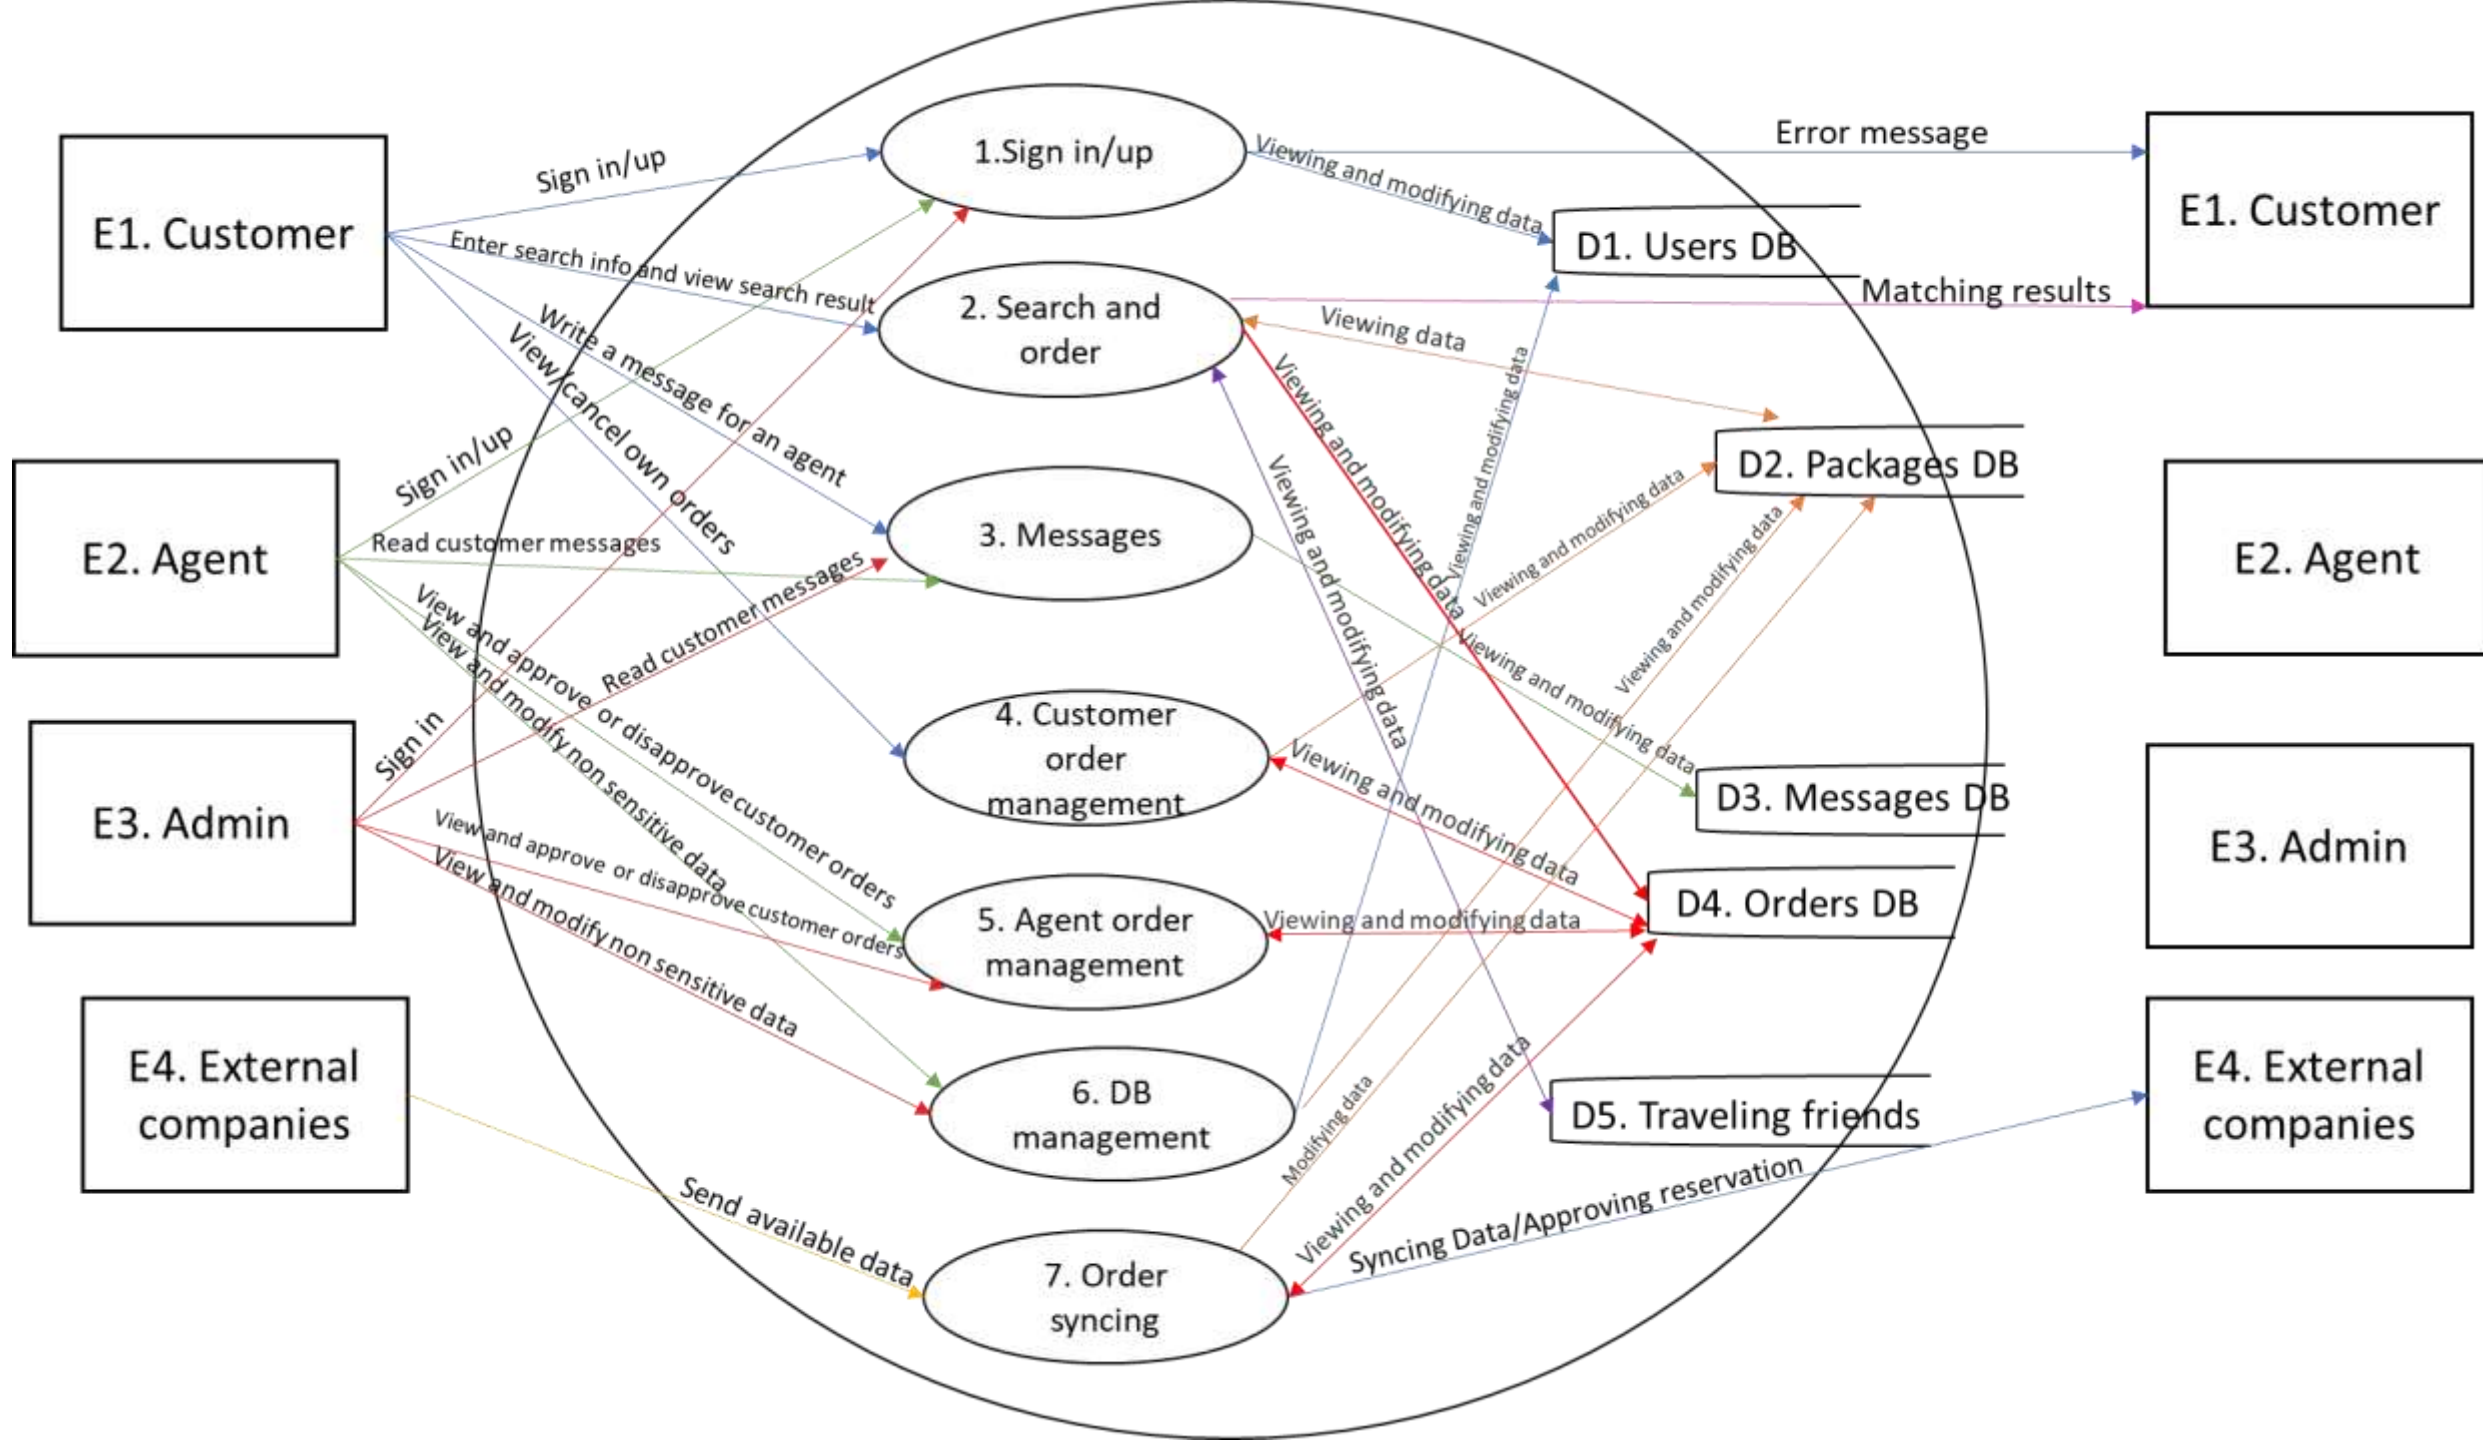 E1. Customer
E2. Agent
E3. Admin
E4. External
companies
Sign in/up
Enter search info and view search result
Write a message for an agent
View/cancel own orders
Sign in/up
Read customer messages
View and approve or disapprove customer orders
View and modify non sensitive data
Sign in
Read customer messages
View and approve or disapprove customer orders
View and modify non sensitive data
Send available data
1.Sign in/up
2. Search and
order
3. Messages
4. Customer
order
management
5. Agent order
management
6. DB
management
7. Order
syncing
Error message
Viewing and modifying data
Matching results
Viewing data
Viewing and modifying data
Viewing and modifying data
Viewing and modifying data
Viewing and modifying data
Viewing and modifying data
Viewing and modifying data
Viewing and modifying data
Viewing and modifying data
Modifying data
Viewing and modifying data
Syncing Data/Approving reservation
D1. Users DB
D2. Packages DB
D3. Messages DB
D4. Orders DB
D5. Traveling friends
E1. Customer
E2. Agent
E3. Admin
E4. External
companies